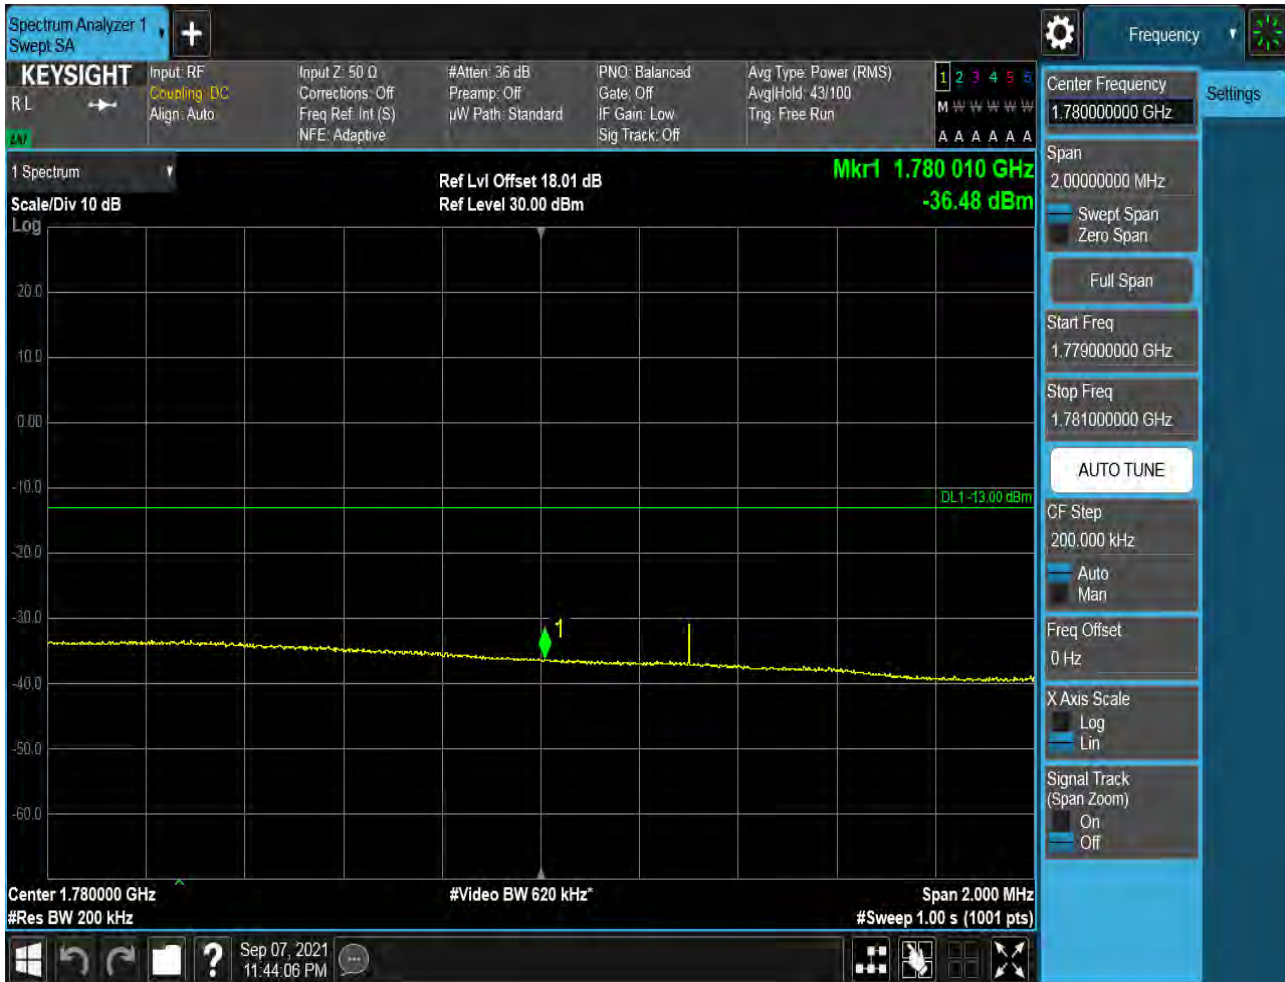 Spectrum Analyzer 1
Swept SA
Frequency
KEYSIGHT
R L
LNI
Input: RF
Coupling: DC
Align: Auto
Input Z: 50 Ω
Corrections: Off
Freq Ref: Int (S)
NFE: Adaptive
#Atten: 36 dB
Preamp: Off
µW Path: Standard
PNO: Balanced
Gate: Off
IF Gain: Low
Sig Track: Off
Avg Type: Power (RMS)
Avg|Hold: 43/100
Trig: Free Run
1 2 3 4 5 6
M W W W W W
A A A A A A
1 Spectrum
Scale/Div 10 dB
Log
Ref Lvl Offset 18.01 dB
Ref Level 30.00 dBm
Mkr1 1.780 010 GHz
-36.48 dBm
20.0
10.0
0.00
-10.0
DL1 -13.00 dBm
-20.0
-30.0
1
-40.0
-50.0
-60.0
Center 1.780000 GHz
#Video BW 620 kHz*
Span 2.000 MHz
#Res BW 200 kHz
#Sweep 1.00 s (1001 pts)
Center Frequency
1.780000000 GHz
Settings
Span
2.00000000 MHz
Swept Span
Zero Span
Full Span
Start Freq
1.779000000 GHz
Stop Freq
1.781000000 GHz
AUTO TUNE
CF Step
200.000 kHz
Auto
Man
Freq Offset
0 Hz
X Axis Scale
Log
Lin
Signal Track
(Span Zoom)
On
Off
?
Sep 07, 2021
11:44:06 PM